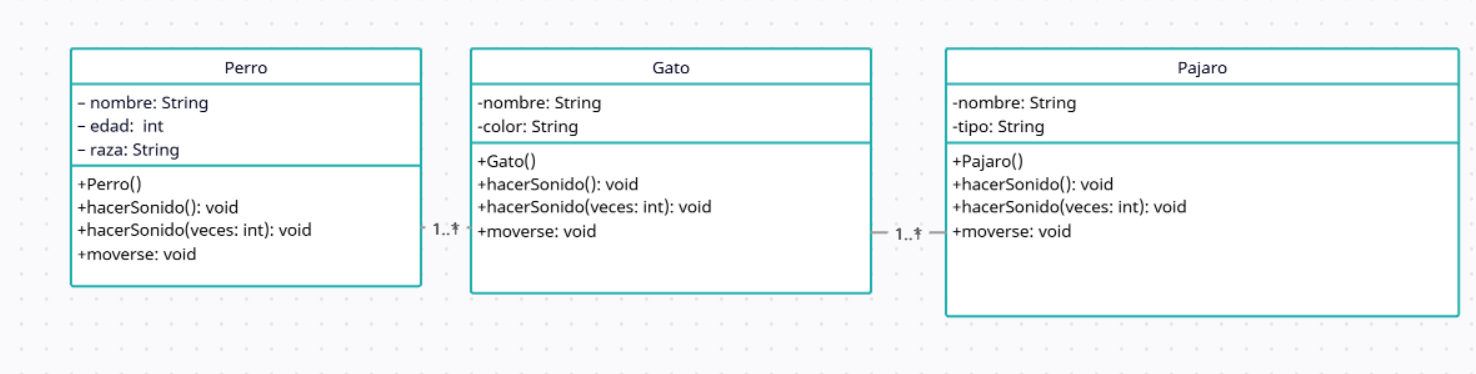 Perro
– nombre: String
– edad: int
– raza: String
+Perro()
+hacerSonido(): void
+hacerSonido(veces: int): void
+moverse: void
1..*
Gato
-nombre: String
-color: String
+Gato()
+hacerSonido(): void
+hacerSonido(veces: int): void
+moverse: void
1..*
Pajaro
-nombre: String
-tipo: String
+Pajaro()
+hacerSonido(): void
+hacerSonido(veces: int): void
+moverse: void